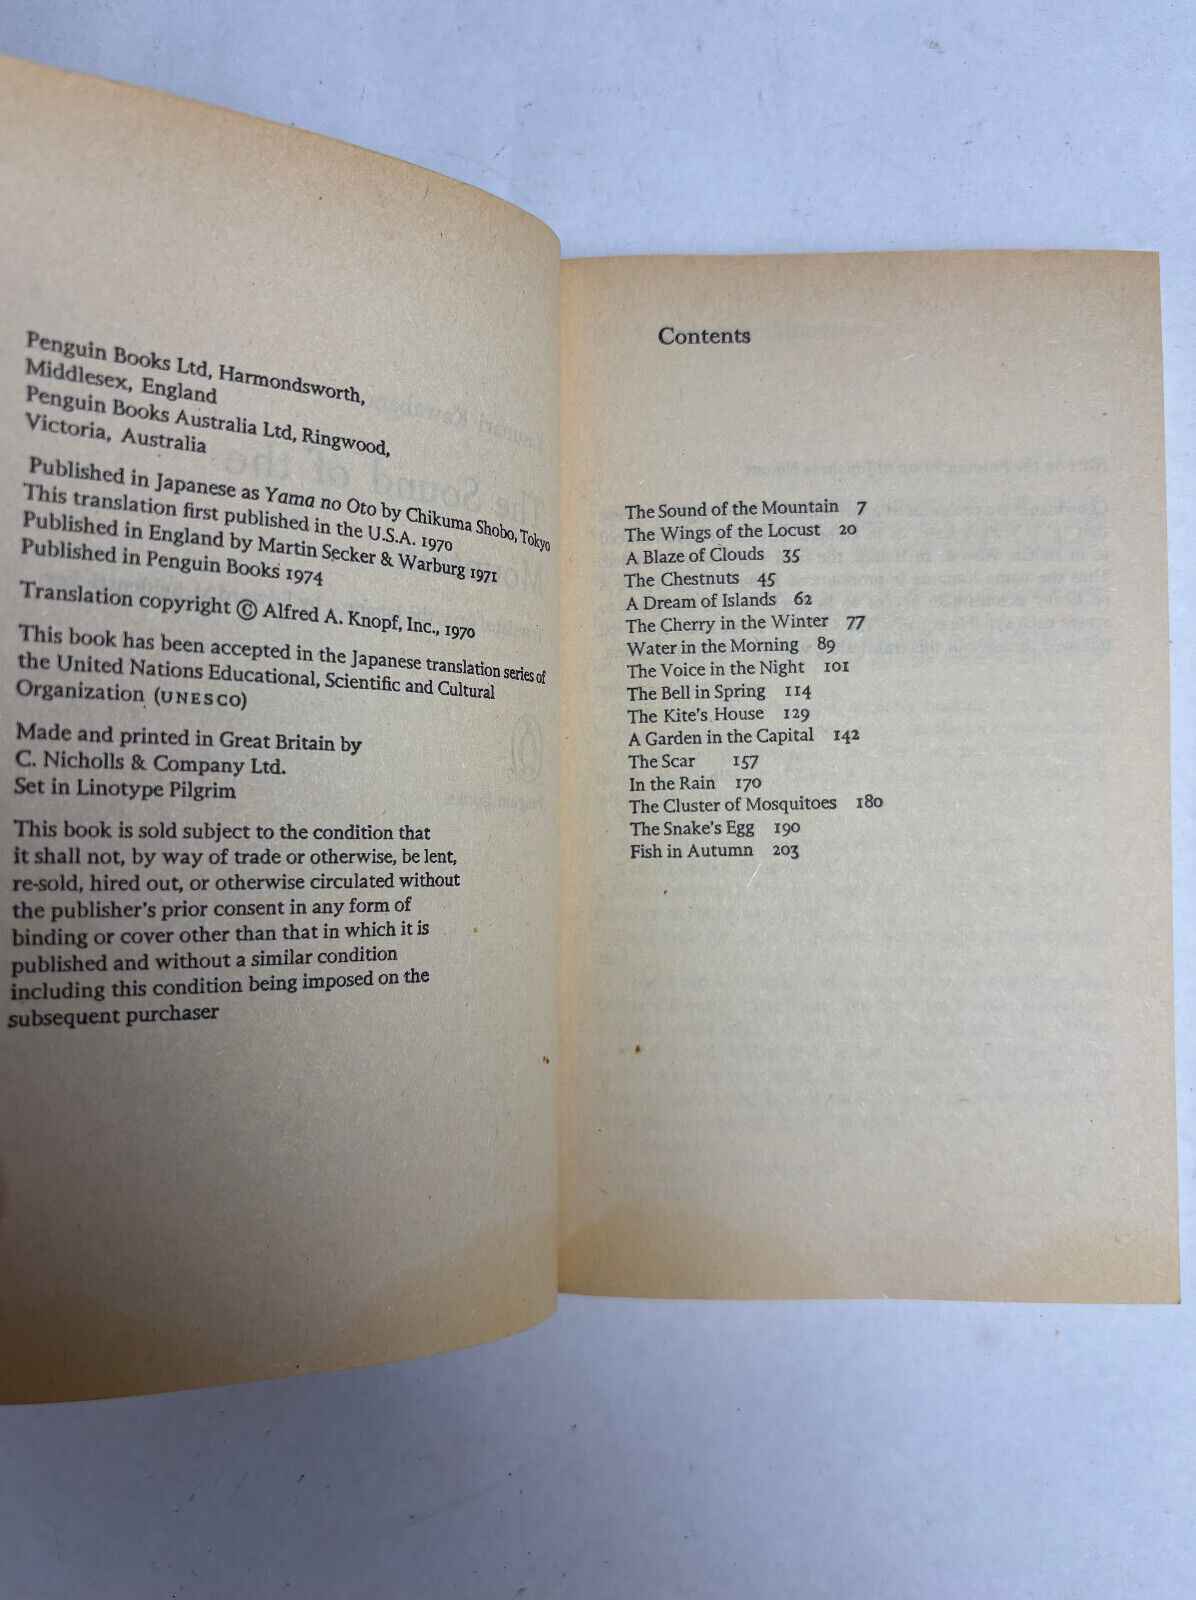 Penguin Books Ltd, Harmondsworth,
Middlesex, England
Penguin Books Australia Ltd, Ringwood,
Victoria, Australia
Published in Japanese as Yama no Oto by Chikuma Shobo, Tokyo
This translation first published in the U.S.A. 1970
Published in England by Martin Secker & Warburg 1971
Published in Penguin Books 1974
Translation copyright © Alfred A. Knopf, Inc., 1970
This book has been accepted in the Japanese translation series of
the United Nations Educational, Scientific and Cultural
Organization (UNESCO)
Made and printed in Great Britain by
C. Nicholls & Company Ltd.
Set in Linotype Pilgrim
This book is sold subject to the condition that
it shall not, by way of trade or otherwise, be lent,
re-sold, hired out, or otherwise circulated without
the publisher's prior consent in any form of
binding or cover other than that in which it is
published and without a similar condition
including this condition being imposed on the
subsequent purchaser
Contents
The Sound of the Mountain 7
The Wings of the Locust 20
A Blaze of Clouds 35
The Chestnuts 45
A Dream of Islands 62
The Cherry in the Winter 77
Water in the Morning 89
The Voice in the Night 101
The Bell in Spring 114
The Kite's House 129
A Garden in the Capital 142
The Scar 157
In the Rain 170
The Cluster of Mosquitoes 180
The Snake's Egg 190
Fish in Autumn 203